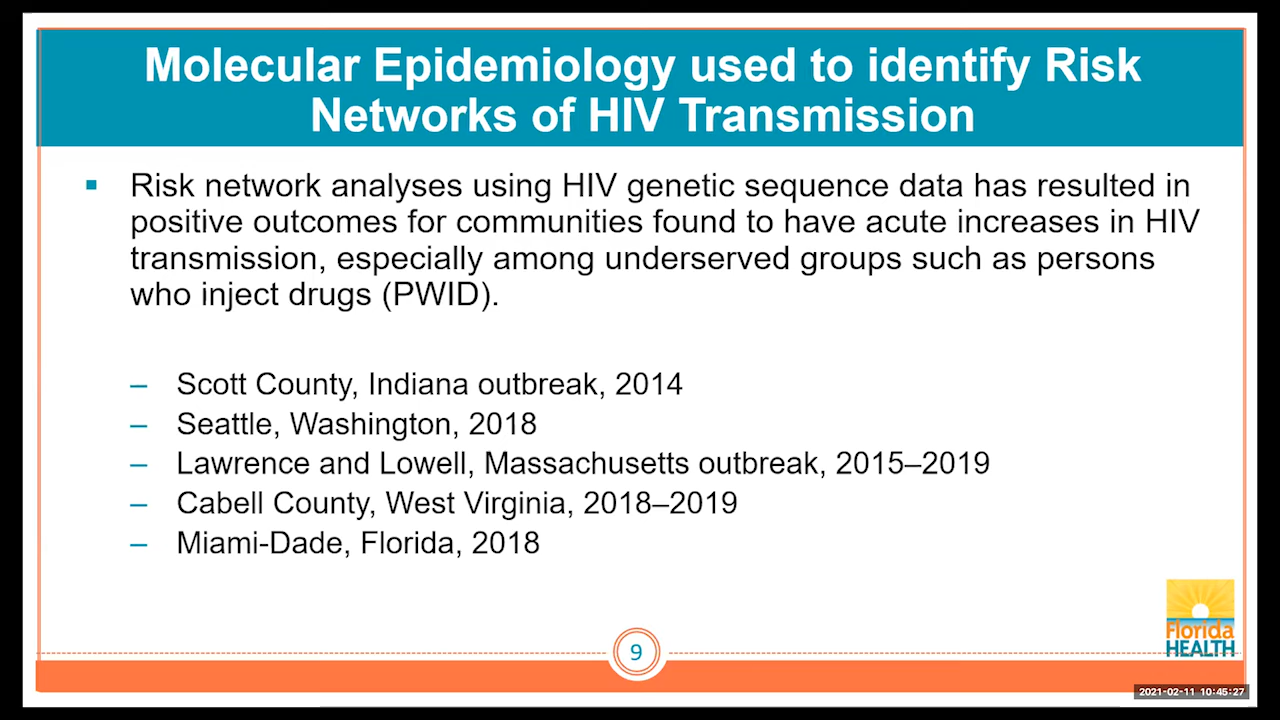 Molecular Epidemiology used to identify Risk
Networks of HIV Transmission
▪ Risk network analyses using HIV genetic sequence data has resulted in
positive outcomes for communities found to have acute increases in HIV
transmission, especially among underserved groups such as persons
who inject drugs (PWID).
– Scott County, Indiana outbreak, 2014
– Seattle, Washington, 2018
– Lawrence and Lowell, Massachusetts outbreak, 2015–2019
– Cabell County, West Virginia, 2018–2019
– Miami-Dade, Florida, 2018
Florida
HEALTH
9
2021-02-11 10:45:27